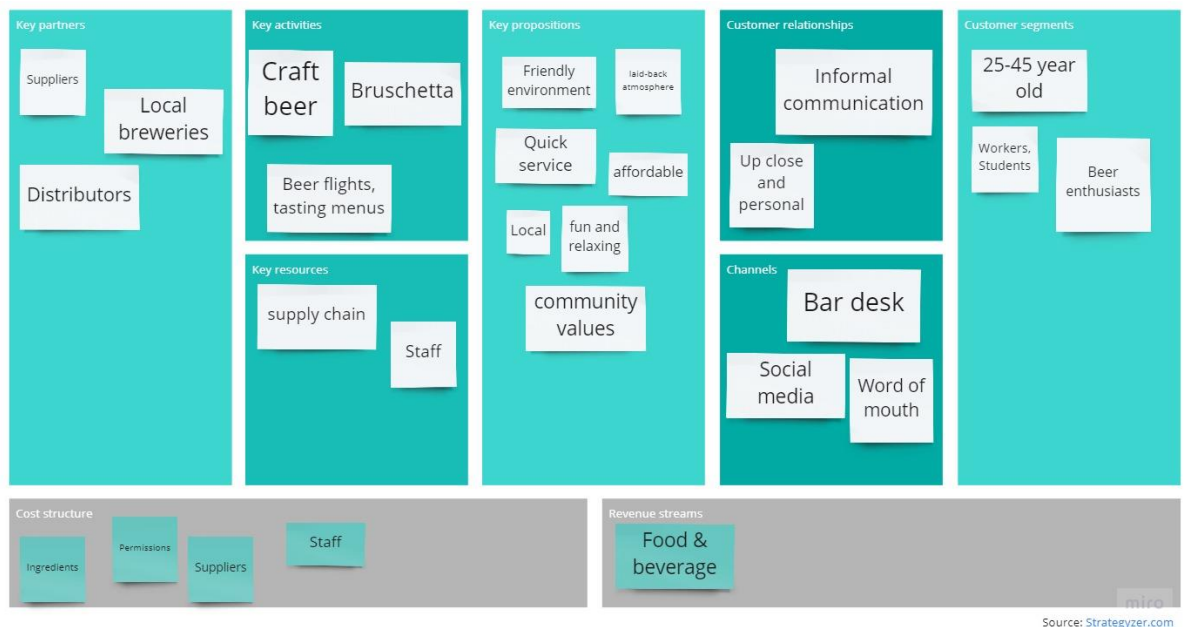 Key partners
Suppliers
Local
breweries
Distributors
Key activities
Craft
beer
Bruschetta
Beer flights,
tasting menus
Key resources
supply chain
Staff
Key propositions
Friendly
environment
laid-back
atmosphere
Quick
service
affordable
Local
fun and
relaxing
community
values
Customer relationships
Informal
communication
Up close
and
personal
Channels
Bar desk
Social
media
Word of
mouth
Customer segments
25-45 year
old
Workers,
Students
Beer
enthusiasts
Cost structure
Ingredients
Permissions
Suppliers
Staff
Revenue streams
Food &
beverage
miro
Source: Strategyzer.com